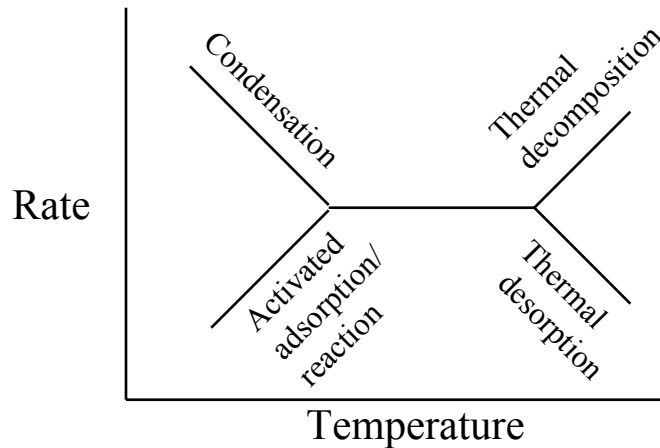 Condensation
Thermal
decomposition
Rate
Activated
adsorption/
reaction
Thermal
desorption
Temperature